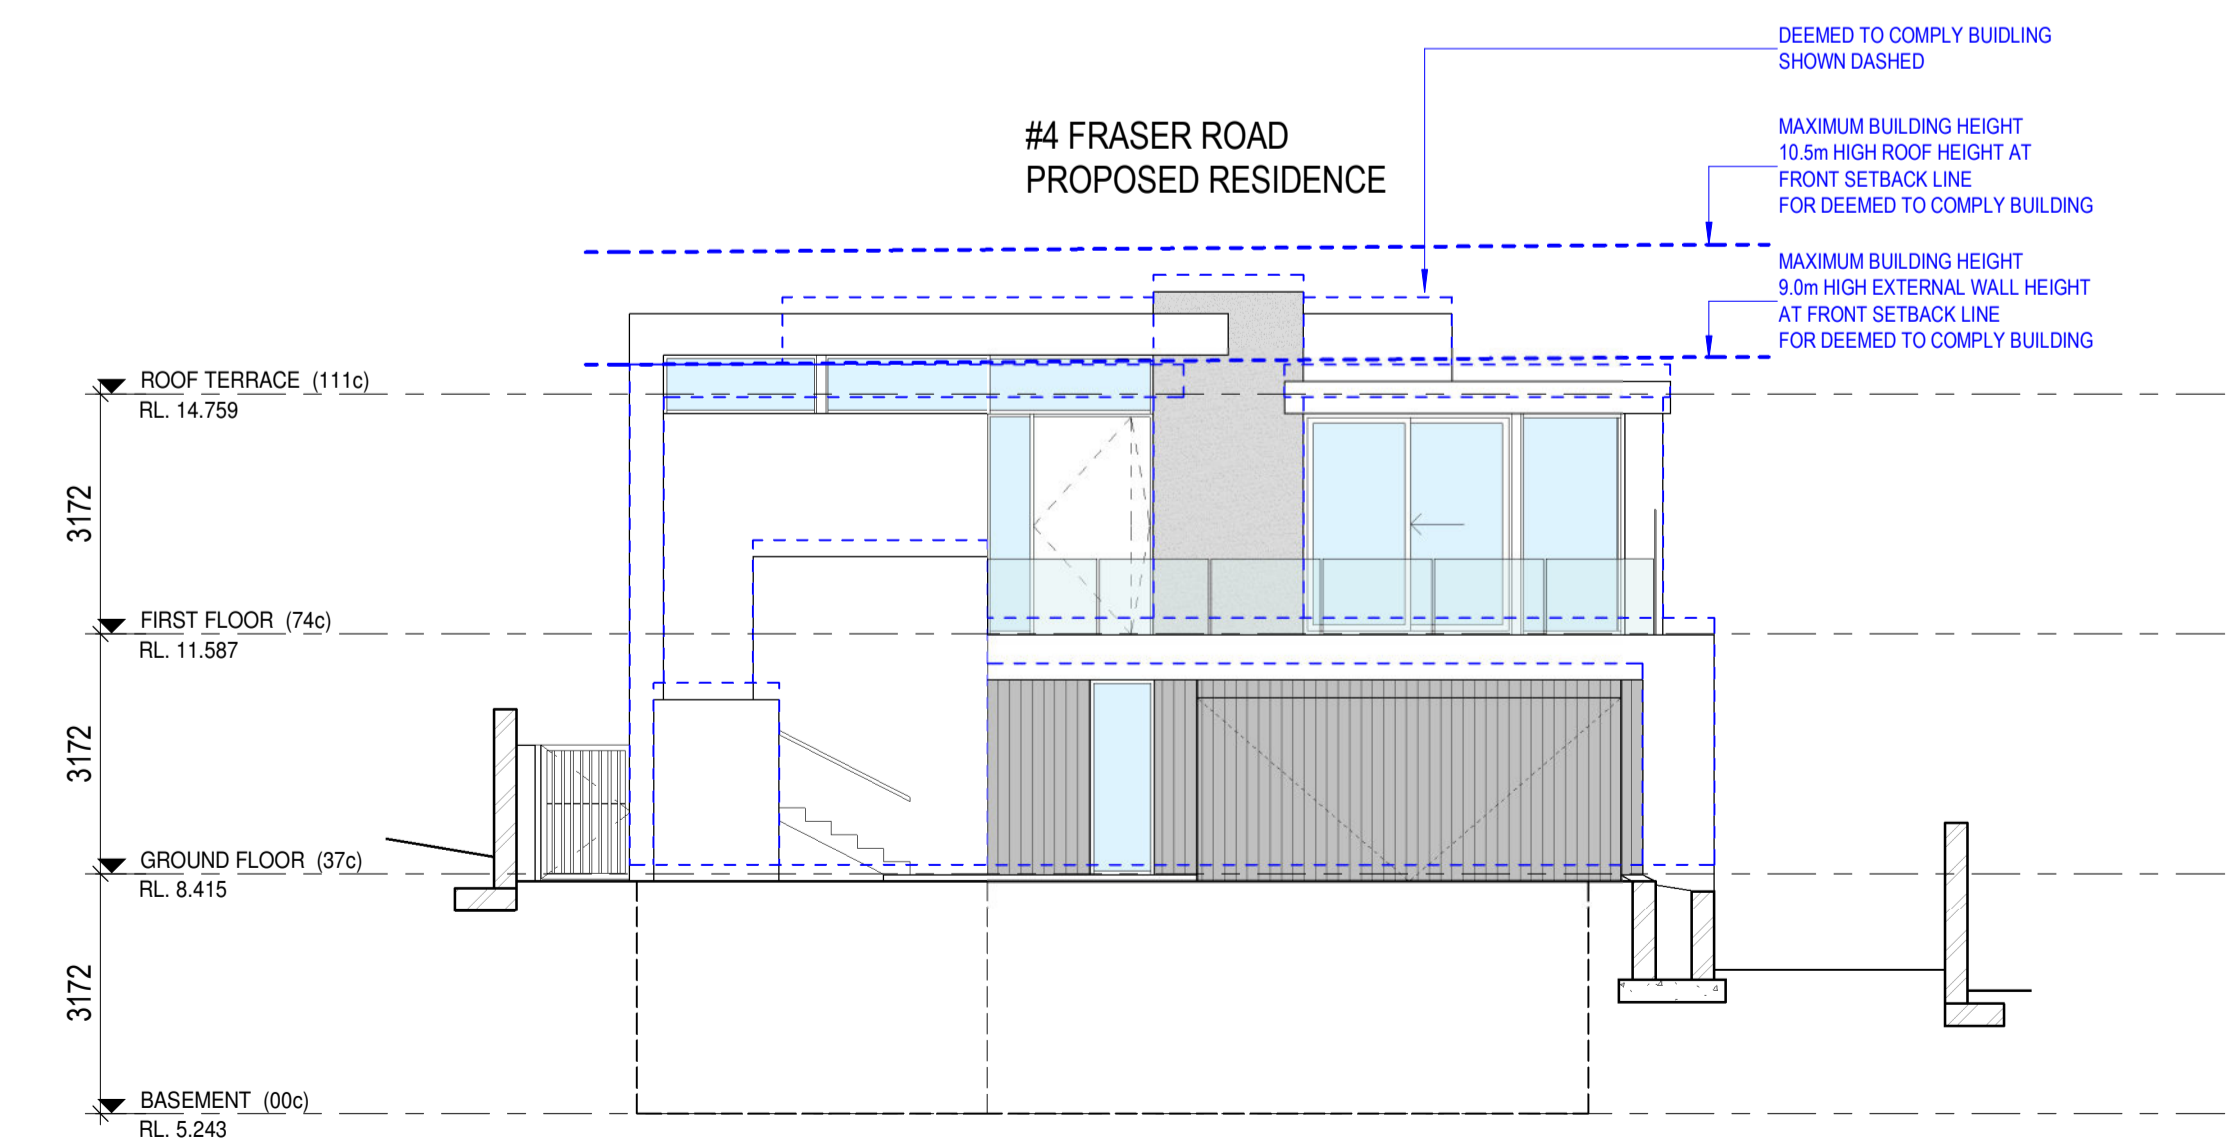 DEEMED TO COMPLY BUIDLING
SHOWN DASHED
#4 FRASER ROAD
PROPOSED RESIDENCE
MAXIMUM BUILDING HEIGHT
10.5m HIGH ROOF HEIGHT AT
FRONT SETBACK LINE
FOR DEEMED TO COMPLY BUILDING
MAXIMUM BUILDING HEIGHT
9.0m HIGH EXTERNAL WALL HEIGHT
AT FRONT SETBACK LINE
FOR DEEMED TO COMPLY BUILDING
ROOF TERRACE (111c)
RL. 14.759
3172
FIRST FLOOR (74c)
RL. 11.587
3172
GROUND FLOOR (37c)
RL. 8.415
3172
BASEMENT (00c)
RL. 5.243